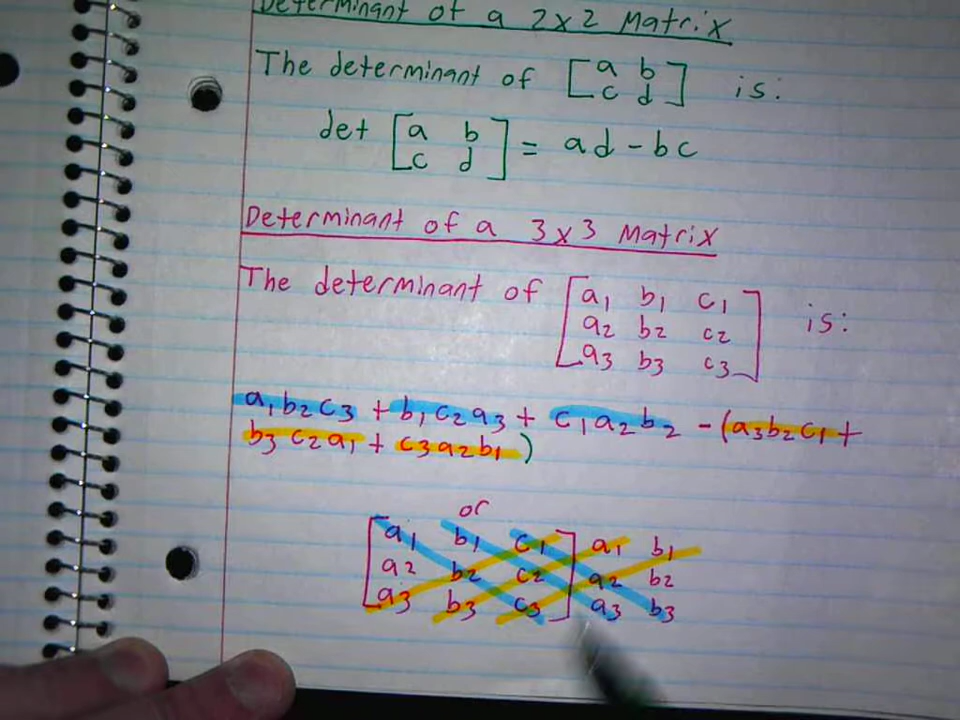 Determinant of a 2x2 Matrix
The determinant of [a b is:
c d]
det [a b
c d] = ad - bc
Determinant of a 3x3 Matrix
The determinant of [a1 b1 c1
a2 b2 c2 is:
a3 b3 c3]
a1b2c3 + b1c2a3 + c1a2b2 - (a3b2c1 +
b3c2a1 + c3a2b1)
or
[a1 b1 c1] a1 b1
a2 b2 c2 a2 b2
a3 b3 c3 a3 b3